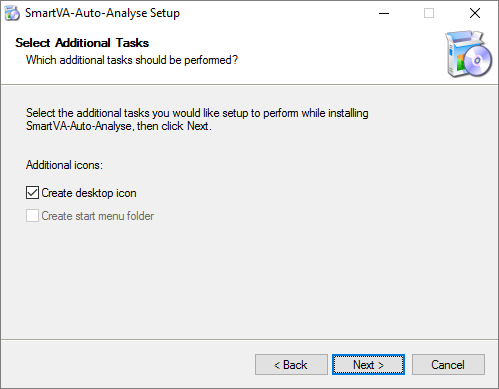 SmartVA-Auto-Analyse Setup
Select Additional Tasks
Which additional tasks should be performed?
Select the additional tasks you would like setup to perform while installing
SmartVA-Auto-Analyse, then click Next.
Additional icons:
Create desktop icon
Create start menu folder
< Back
Next >
Cancel